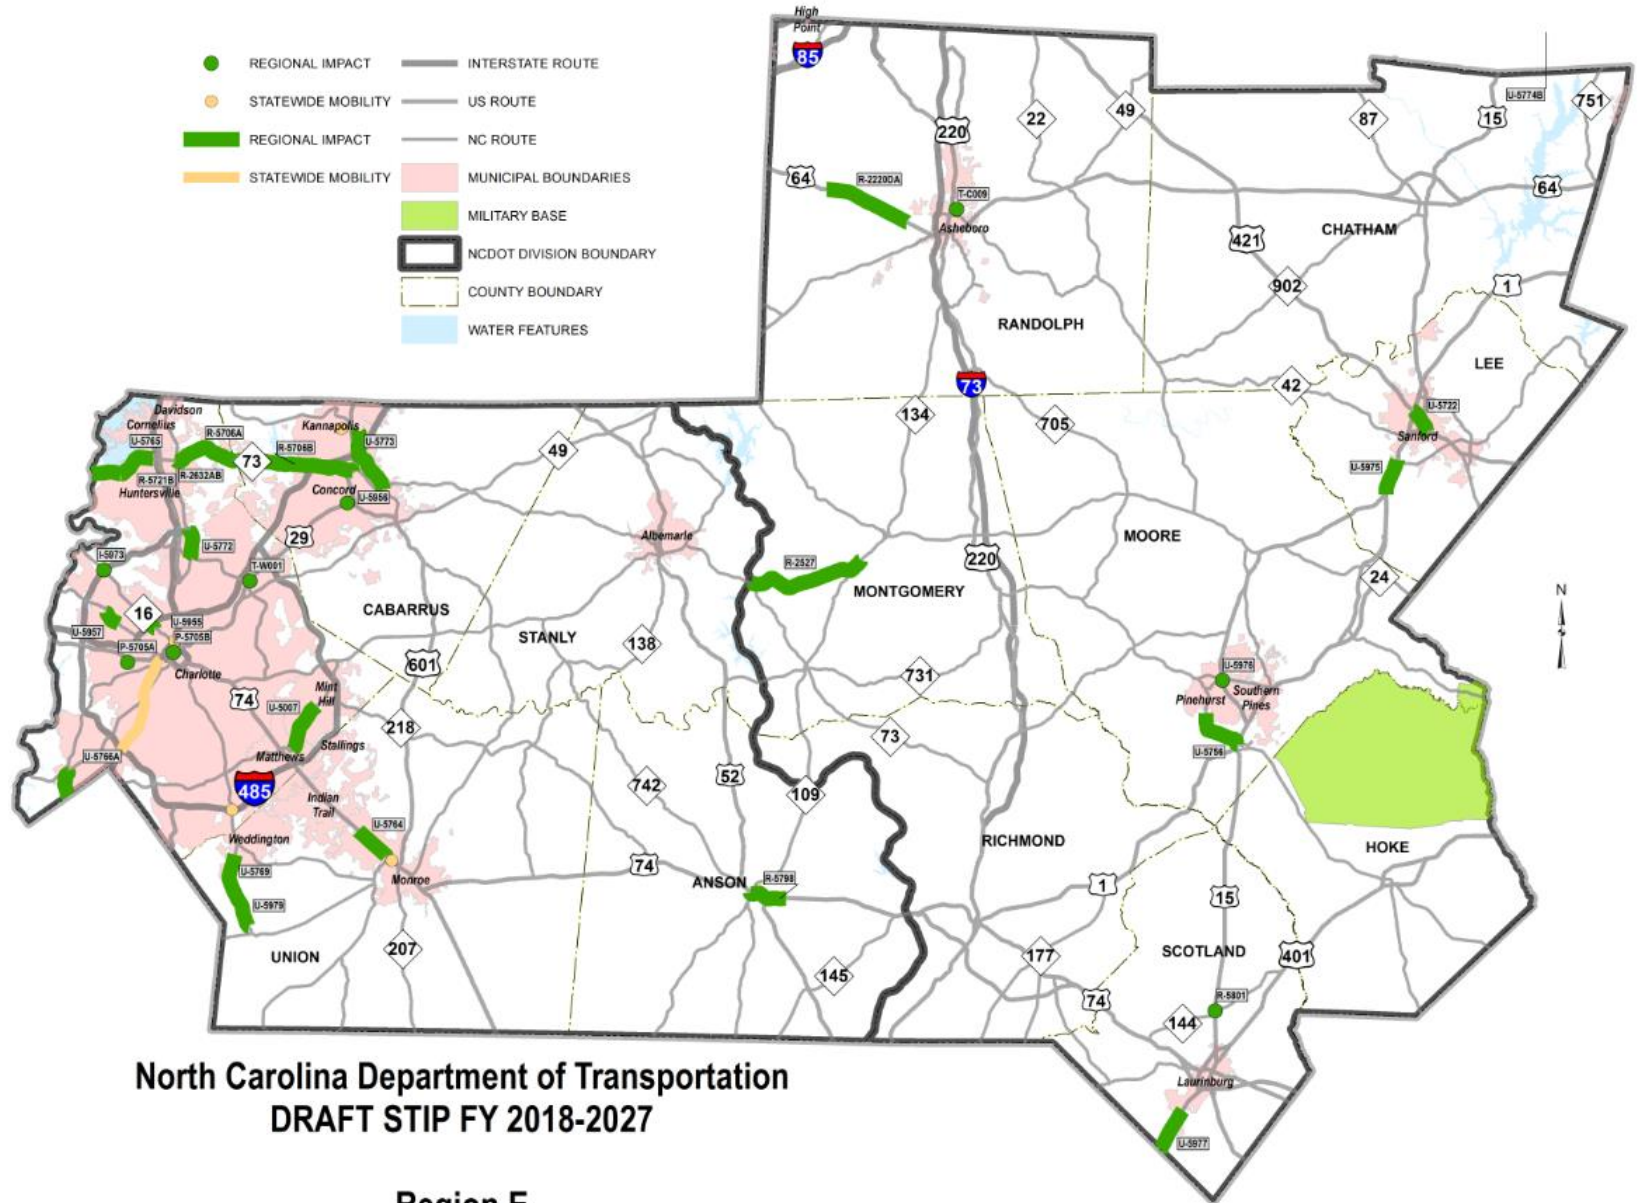 High
Point
85
REGIONAL IMPACT
INTERSTATE ROUTE
STATEWIDE MOBILITY
US ROUTE
REGIONAL IMPACT
NC ROUTE
STATEWIDE MOBILITY
MUNICIPAL BOUNDARIES
MILITARY BASE
NCDOT DIVISION BOUNDARY
COUNTY BOUNDARY
WATER FEATURES
U-5774B
751
15
87
49
22
220
64
R-2220DA
T-C009
Asheboro
64
421
CHATHAM
902
1
RANDOLPH
LEE
73
42
134
705
U-5722
Sanford
U-5975
Davidson
Cornelius
R-5706A
Kannapolis
U-5765
R-5706B
U-5773
73
49
R-5721B
R-2632AB
Huntersville
Concord
U-5956
29
Albemarle
U-5772
I-5973
T-W001
MOORE
220
R-2527
MONTGOMERY
24
N
16
CABARRUS
U-5955
U-5957
P-5705B
P-5705A
STANLY
138
Charlotte
601
731
U-5976
Pinehurst
Southern
Pines
Mint
Hill
74
U-5007
218
73
Stallings
Matthews
U-5766A
U-5756
485
742
52
109
Indian
Trail
U-5764
Weddington
RICHMOND
HOKE
74
U-5769
Monroe
ANSON
R-5798
1
15
U-5979
207
UNION
145
177
SCOTLAND
401
74
R-5801
144
Laurinburg
U-5977
North Carolina Department of Transportation
DRAFT STIP FY 2018-2027
Region E